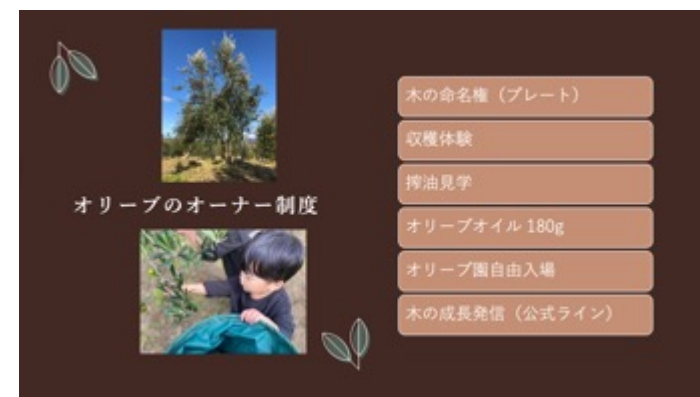 オリーブのオーナー制度
木の命名権（プレート）
収穫体験
搾油見学
オリーブオイル 180g
オリーブ園自由入場
木の成長発信（公式ライン）